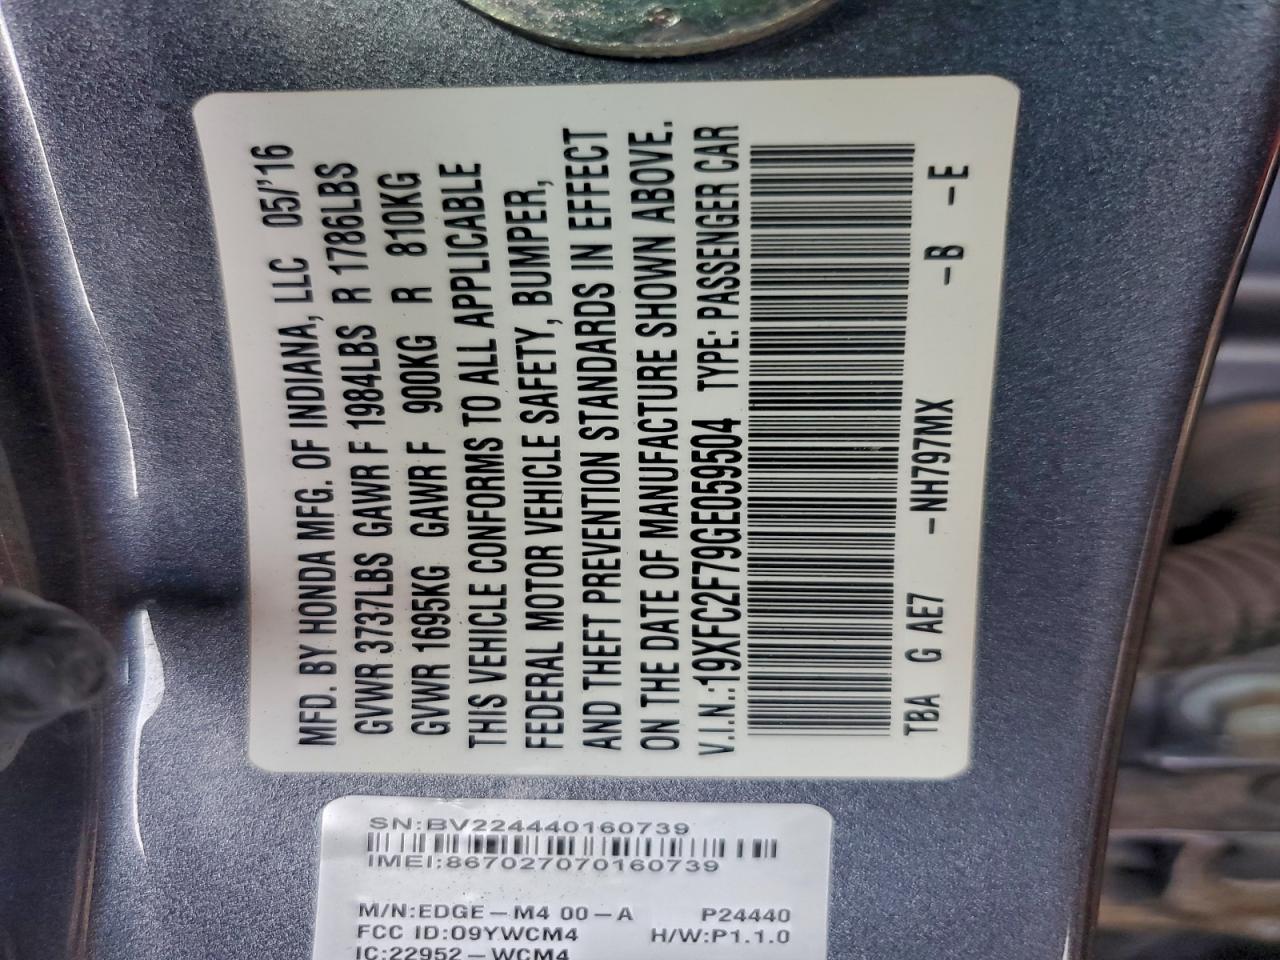 MFD. BY HONDA MFG. OF INDIANA, LLC 05/'16
GVWR 3737LBS GAWR F 1984LBS R 1786LBS
GVWR 1695KG GAWR F 900KG R 810KG
THIS VEHICLE CONFORMS TO ALL APPLICABLE
FEDERAL MOTOR VEHICLE SAFETY, BUMPER,
AND THEFT PREVENTION STANDARDS IN EFFECT
ON THE DATE OF MANUFACTURE SHOWN ABOVE.
V.I.N.:19XFC2F79GE059504 TYPE: PASSENGER CAR
TBA G AE7 -NH797MX -B -E
SN:BV224440160739
IMEI:867027070160739
M/N:EDGE-M4 00-A P24440
FCC ID:O9YWCM4 H/W:P1.1.0
IC:22952-WCM4